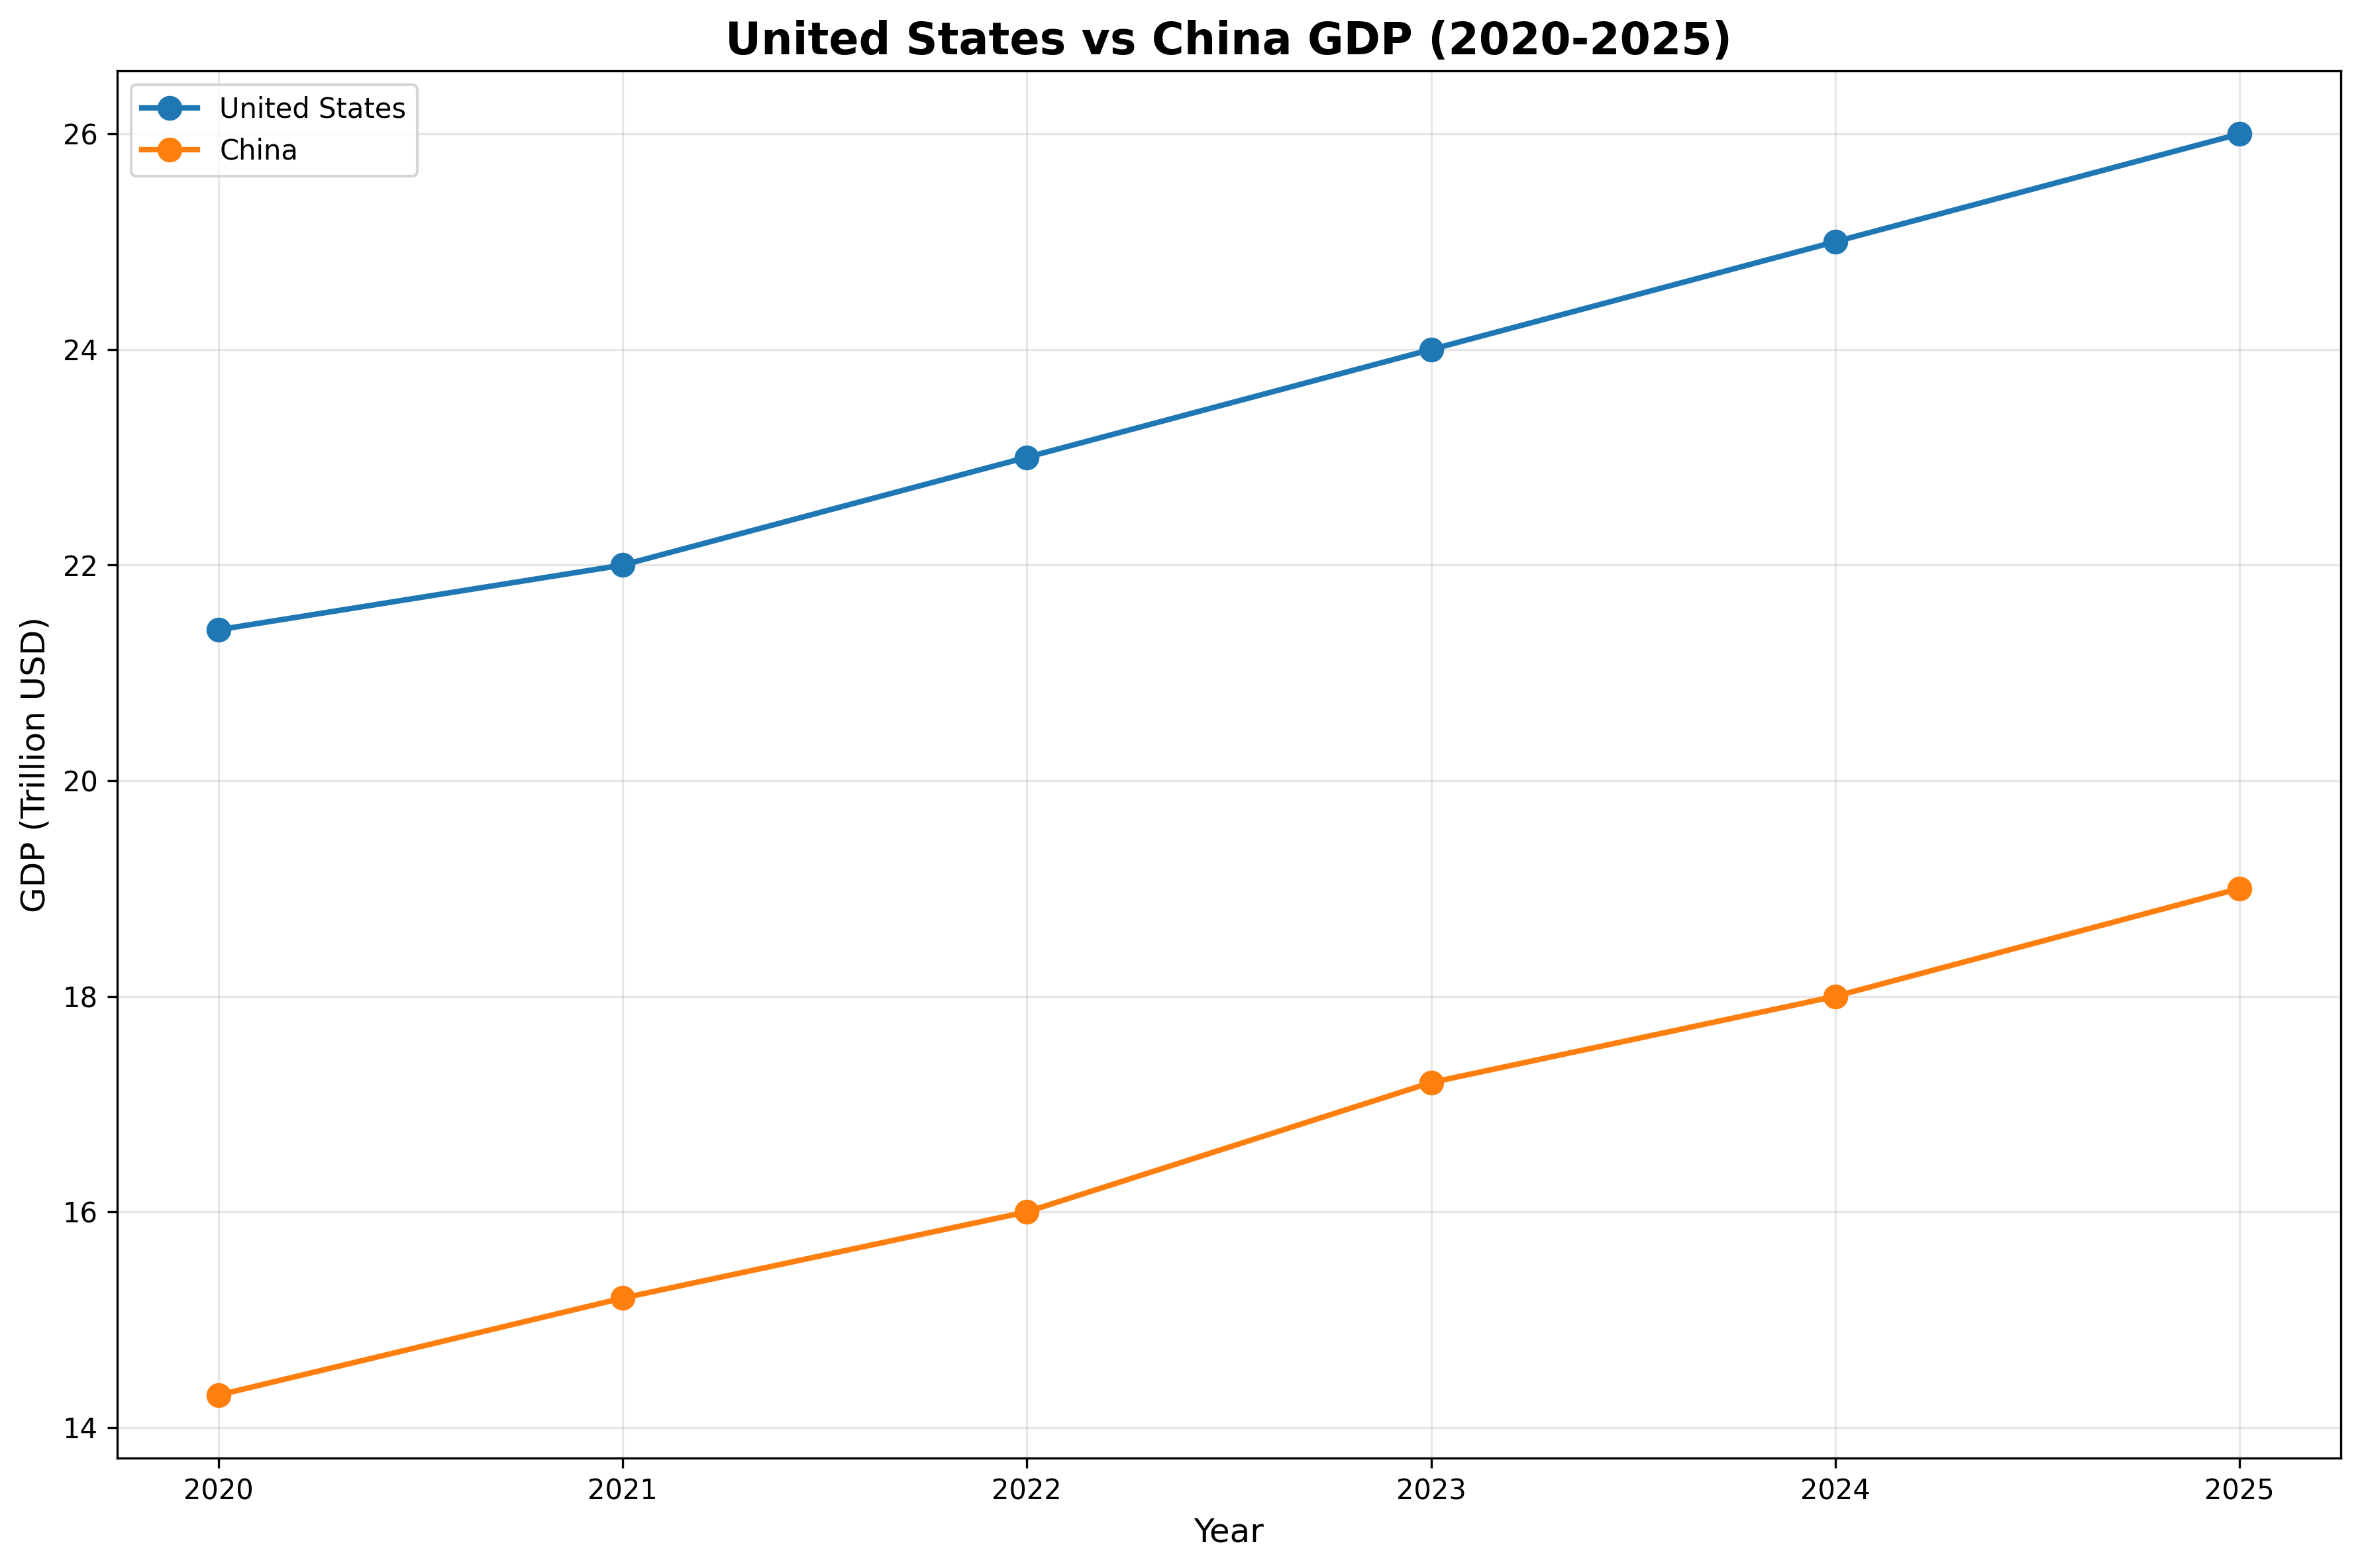 United States vs China GDP (2020-2025)
United States
China
GDP (Trillion USD)
26
24
22
20
18
16
14
2020 2021 2022 2023 2024 2025
Year